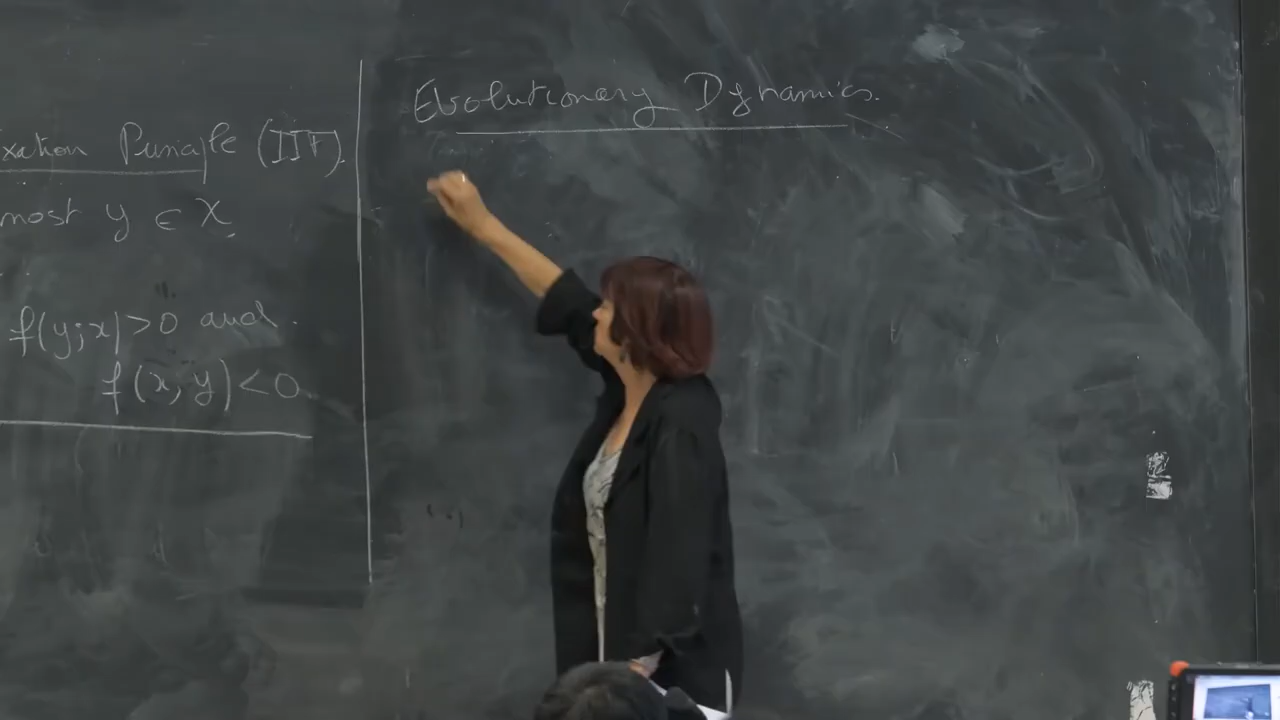 xation Principle (IIF).
most y ∈ X,
f(y;x)>0 and.
f(x,y)<0
Evolutionary Dynamics.